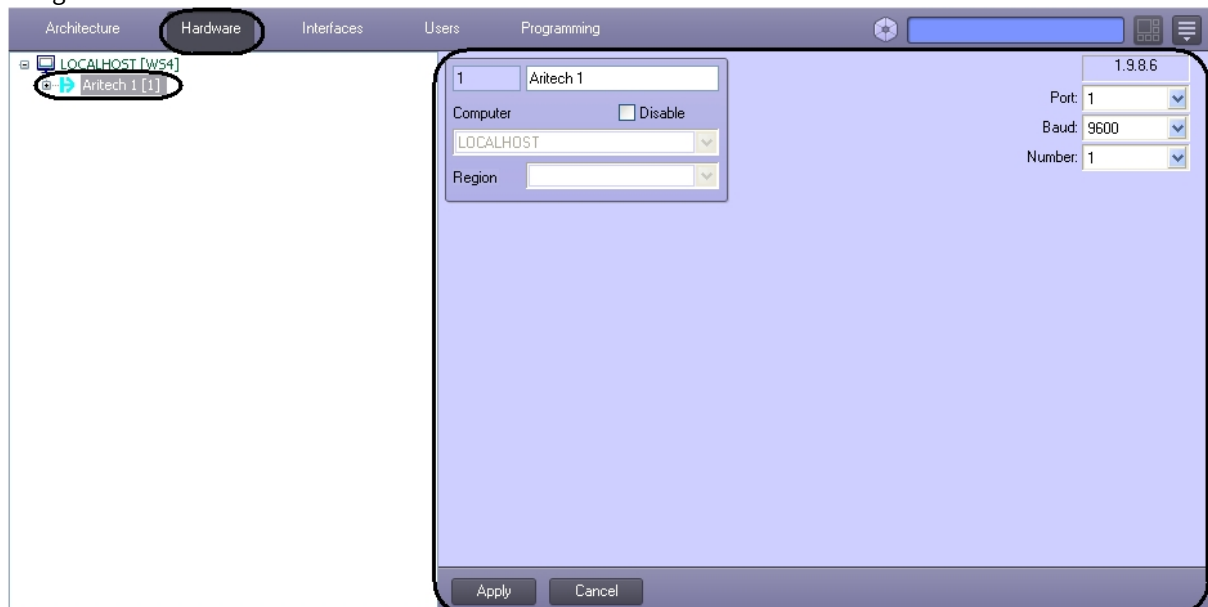 Architecture Hardware Interfaces Users Programming
LOCALHOST [WS4]
Aritech 1 [1]
1 Aritech 1
Computer Disable
LOCALHOST
Region
1.9.8.6
Port: 1
Baud: 9600
Number: 1
Apply Cancel